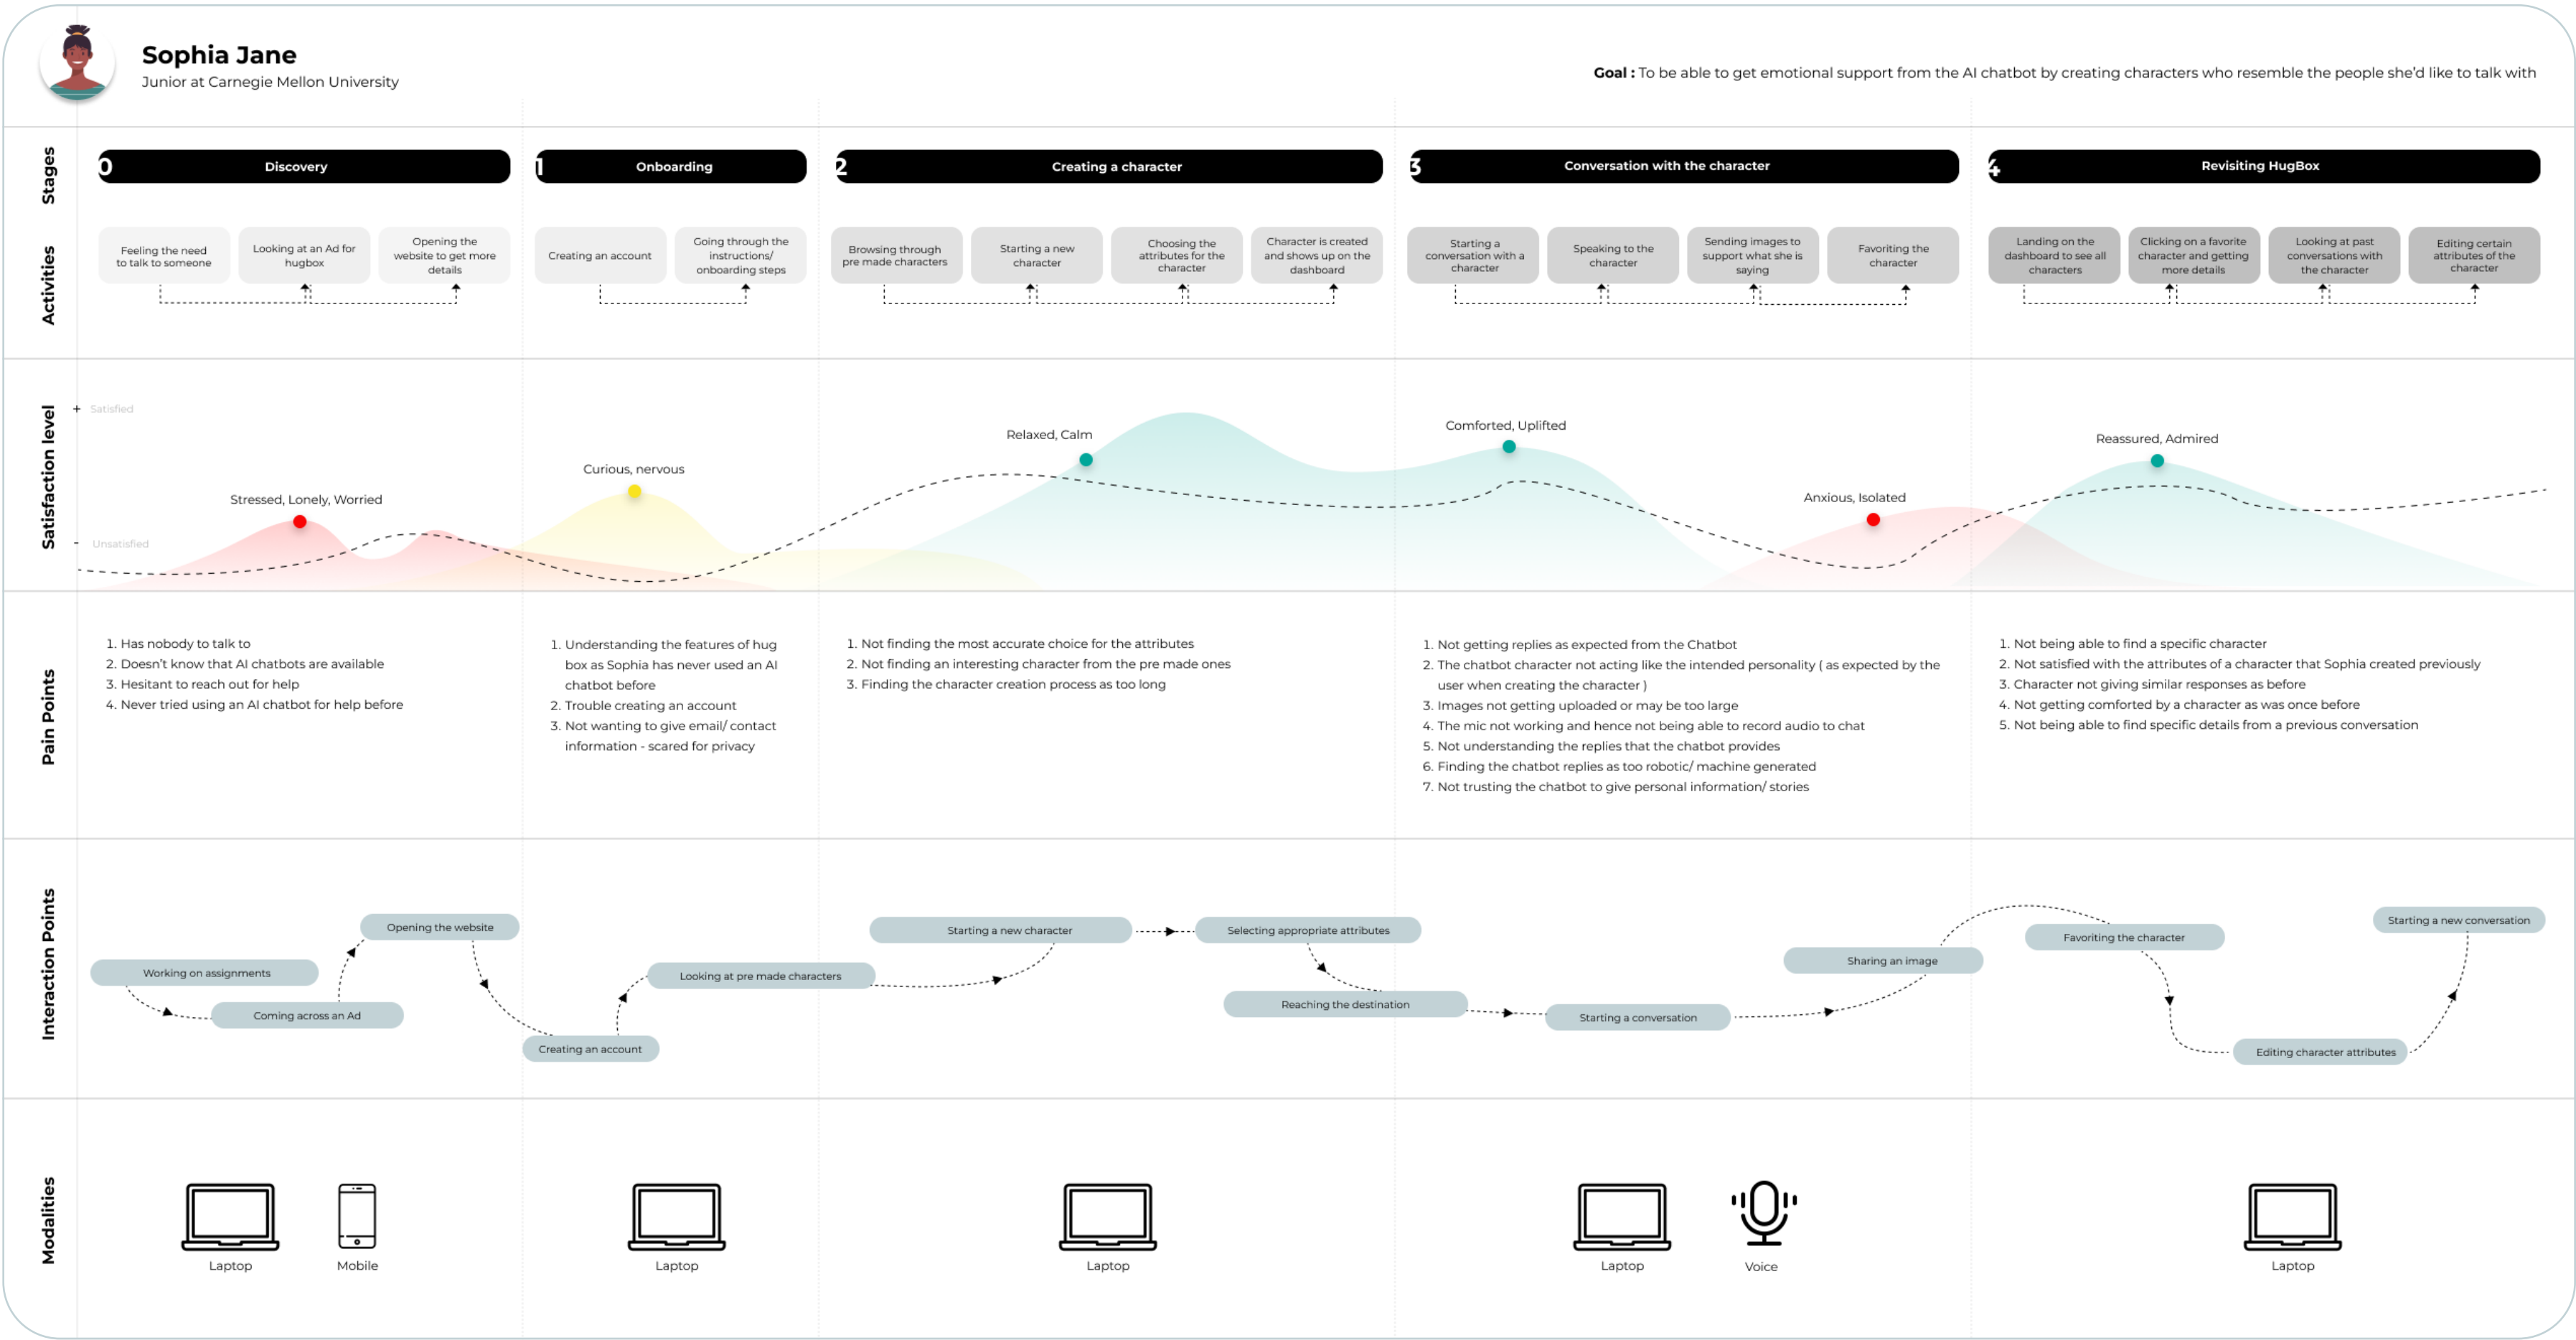 Sophia Jane
Junior at Carnegie Mellon University
Goal : To be able to get emotional support from the AI chatbot by creating characters who resemble the people she'd like to talk with
Stages
0
Discovery
1
Onboarding
2
Creating a character
3
Conversation with the character
4
Revisiting HugBox
Activities
Feeling the need
to talk to someone
Looking at an Ad for
hugbox
Opening the
website to get more
details
Creating an account
Going through the
instructions/
onboarding steps
Browsing through
pre made characters
Starting a new
character
Choosing the
attributes for the
character
Character is created
and shows up on the
dashboard
Starting a
conversation with a
character
Speaking to the
character
Sending images to
support what she is
saying
Favoriting the
character
Landing on the
dashboard to see all
characters
Clicking on a favorite
character and getting
more details
Looking at past
conversations with
the character
Editing certain
attributes of the
character
Satisfaction level
+ Satisfied
- Unsatisfied
Stressed, Lonely, Worried
Curious, nervous
Relaxed, Calm
Comforted, Uplifted
Anxious, Isolated
Reassured, Admired
Pain Points
1. Has nobody to talk to
2. Doesn't know that AI chatbots are available
3. Hesitant to reach out for help
4. Never tried using an AI chatbot for help before
1. Understanding the features of hug
box as Sophia has never used an AI
chatbot before
2. Trouble creating an account
3. Not wanting to give email/ contact
information - scared for privacy
1. Not finding the most accurate choice for the attributes
2. Not finding an interesting character from the pre made ones
3. Finding the character creation process as too long
1. Not getting replies as expected from the Chatbot
2. The chatbot character not acting like the intended personality ( as expected by the
user when creating the character )
3. Images not getting uploaded or may be too large
4. The mic not working and hence not being able to record audio to chat
5. Not understanding the replies that the chatbot provides
6. Finding the chatbot replies as too robotic/ machine generated
7. Not trusting the chatbot to give personal information/ stories
1. Not being able to find a specific character
2. Not satisfied with the attributes of a character that Sophia created previously
3. Character not giving similar responses as before
4. Not getting comforted by a character as was once before
5. Not being able to find specific details from a previous conversation
Interaction Points
Working on assignments
Coming across an Ad
Opening the website
Creating an account
Looking at pre made characters
Starting a new character
Selecting appropriate attributes
Reaching the destination
Starting a conversation
Sharing an image
Favoriting the character
Editing character attributes
Starting a new conversation
Modalities
Laptop
Mobile
Laptop
Laptop
Laptop
Voice
Laptop